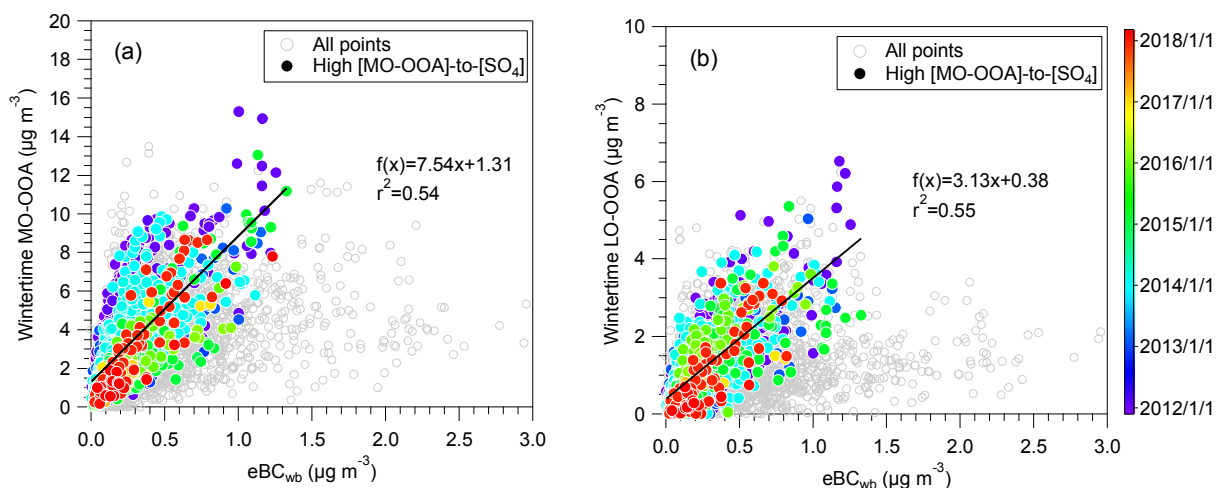 (a)
All points
High [MO-OOA]-to-[SO₄]
f(x)=7.54x+1.31
r²=0.54
Wintertime MO-OOA (µg m⁻³)
20
18
16
14
12
10
8
6
4
2
0
0.0 0.5 1.0 1.5 2.0 2.5 3.0
eBCwb (µg m⁻³)
(b)
All points
High [MO-OOA]-to-[SO₄]
f(x)=3.13x+0.38
r²=0.55
Wintertime LO-OOA (µg m⁻³)
10
8
6
4
2
0
0.0 0.5 1.0 1.5 2.0 2.5 3.0
eBCwb (µg m⁻³)
2018/1/1
2017/1/1
2016/1/1
2015/1/1
2014/1/1
2013/1/1
2012/1/1